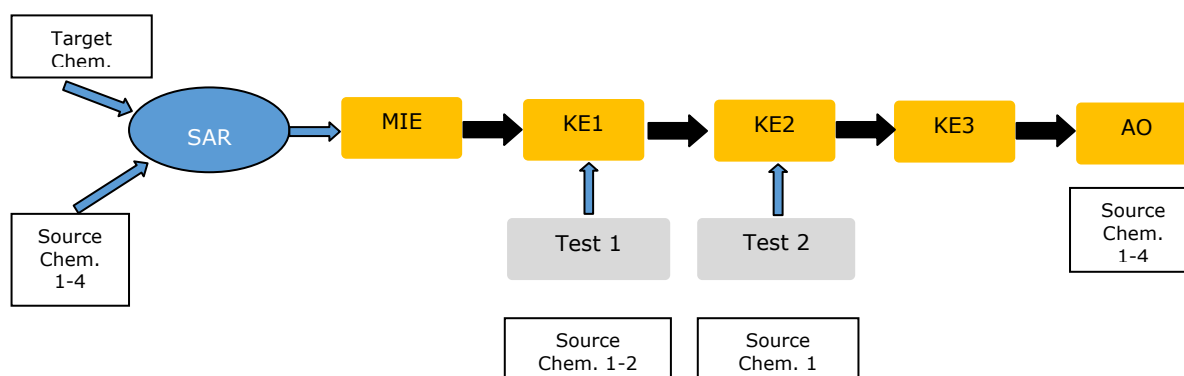 Target
Chem.
SAR
Source
Chem.
1-4
MIE
KE1
KE2
KE3
AO
Test 1
Test 2
Source
Chem.
1-4
Source
Chem. 1-2
Source
Chem. 1